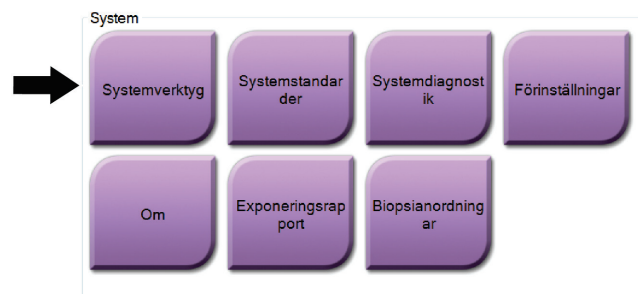 System
Systemverktyg
Systemstandar
der
Systemdiagnost
ik
Förinställningar
Om
Exponeringsrap
port
Biopsianordning
ar